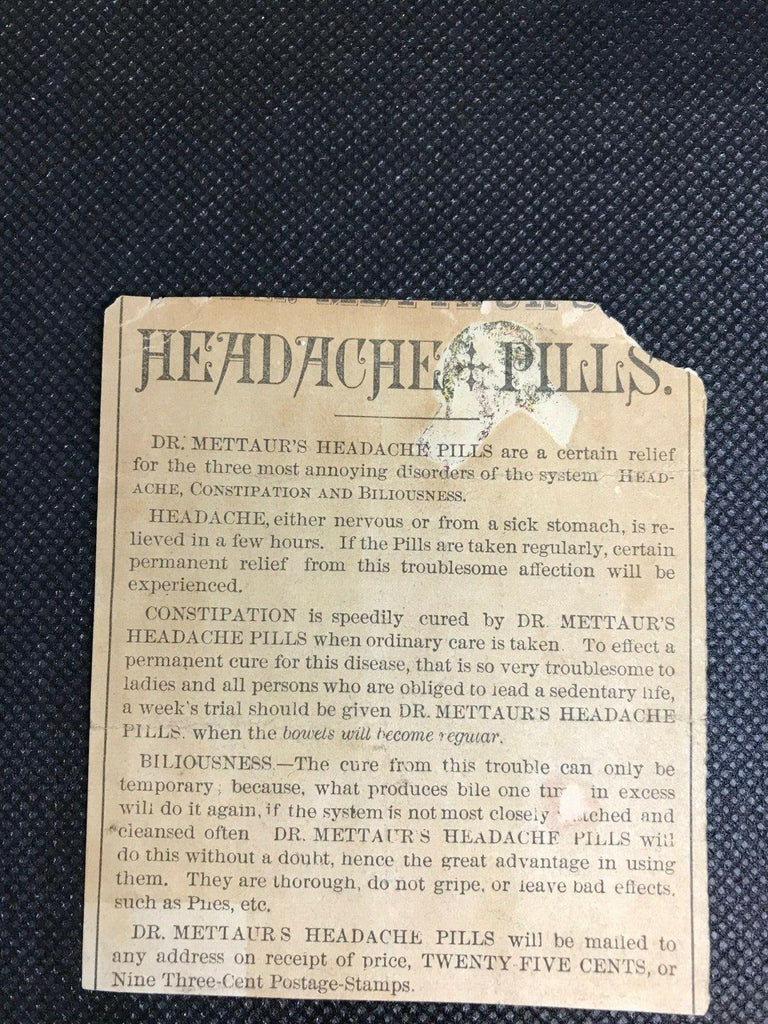 DR. METTAUR'S
HEADACHE PILLS.
DR. METTAUR'S HEADACHE PILLS are a certain relief
for the three most annoying disorders of the system HEAD-
ACHE, CONSTIPATION AND BILIOUSNESS.
HEADACHE, either nervous or from a sick stomach, is re-
lieved in a few hours. If the Pills are taken regularly, certain
permanent relief from this troublesome affection will be
experienced.
CONSTIPATION is speedily cured by DR. METTAUR'S
HEADACHE PILLS when ordinary care is taken. To effect a
permanent cure for this disease, that is so very troublesome to
ladies and all persons who are obliged to lead a sedentary life,
a week's trial should be given DR. METTAUR'S HEADACHE
PILLS. when the bowels will become regular.
BILIOUSNESS.—The cure from this trouble can only be
temporary, because, what produces bile one in excess
will do it again, if the system is not most closely and
cleansed often DR. METTAUR'S HEADACHE PILLS will
do this without a doubt, hence the great advantage in using
them. They are thorough, do not gripe, or leave bad effects,
such as Piles, etc.
DR. METTAUR'S HEADACHE PILLS will be mailed to
any address on receipt of price, TWENTY-FIVE CENTS, or
Nine Three-Cent Postage-Stamps.